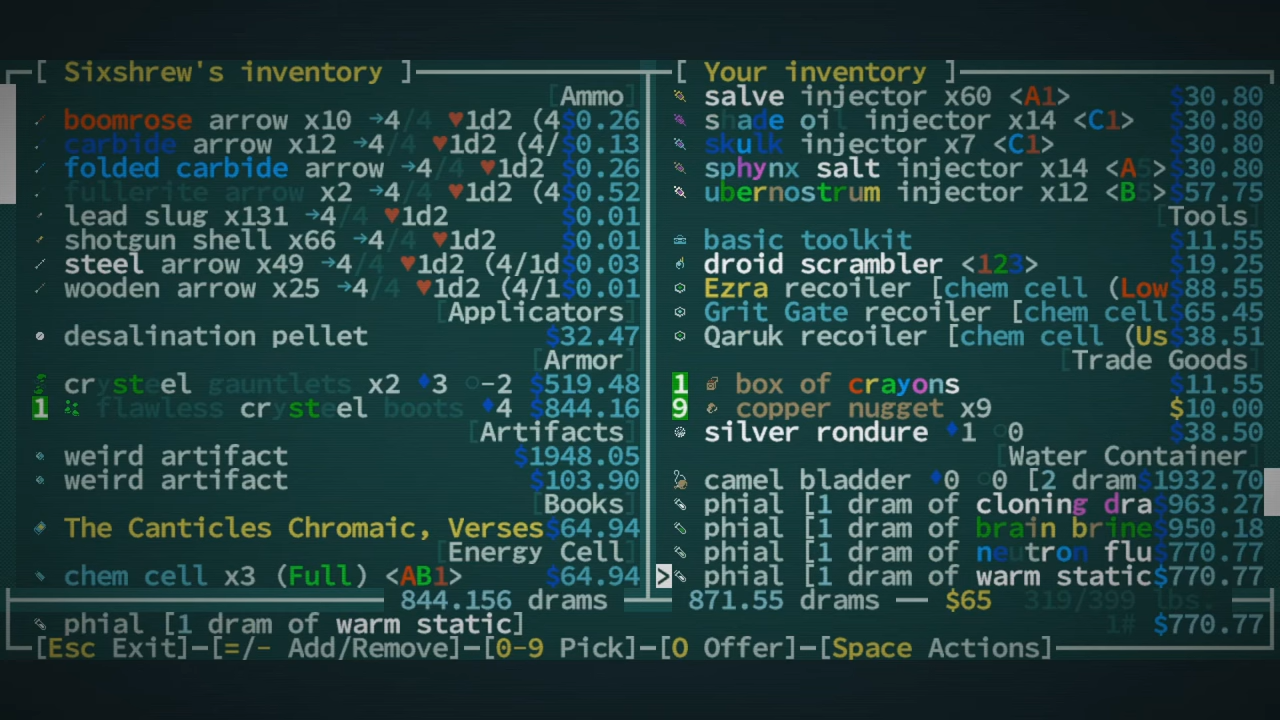 [ Sixshrew's inventory ]
[Ammo]
boomrose arrow x10 →4/4 ♥1d2 (4 $0.26
carbide arrow x12 →4/4 ♥1d2 (4/ $0.13
folded carbide arrow →4/4 ♥1d2 $0.26
fullerite arrow x2 →4/4 ♥1d2 (4 $0.52
lead slug x131 →4/4 ♥1d2 $0.01
shotgun shell x66 →4/4 ♥1d2 $0.01
steel arrow x49 →4/4 ♥1d2 (4/1d $0.03
wooden arrow x25 →4/4 ♥1d2 (4/1 $0.01
[Applicators]
desalination pellet $32.47
[Armor]
crysteel gauntlets x2 ♦3 ○-2 $519.48
1 flawless crysteel boots ♦4 $844.16
[Artifacts]
weird artifact $1948.05
weird artifact $103.90
[Books]
The Canticles Chromaic, Verses $64.94
[Energy Cell]
chem cell x3 (Full) <AB1> $64.94
844.156 drams
[ Your inventory ]
salve injector x60 <A1> $30.80
shade oil injector x14 <C1> $30.80
skulk injector x7 <C1> $30.80
sphynx salt injector x14 <A5> $30.80
ubernostrum injector x12 <B5> $57.75
[Tools]
basic toolkit $11.55
droid scrambler <123> $19.25
Ezra recoiler [chem cell (Low $88.55
Grit Gate recoiler [chem cell $65.45
Qaruk recoiler [chem cell (Us $38.51
[Trade Goods]
1 box of crayons $11.55
9 copper nugget x9 $10.00
silver rondure ♦1 ○0 $38.50
[Water Container]
camel bladder ♦0 ○0 [2 dram $1932.70
phial [1 dram of cloning dra $963.27
phial [1 dram of brain brine $950.18
phial [1 dram of neutron flu $770.77
> phial [1 dram of warm static $770.77
871.55 drams — $65 319/399 lbs.
phial [1 dram of warm static] 1# $770.77
[Esc Exit]—[=/- Add/Remove]—[0-9 Pick]—[O Offer]—[Space Actions]